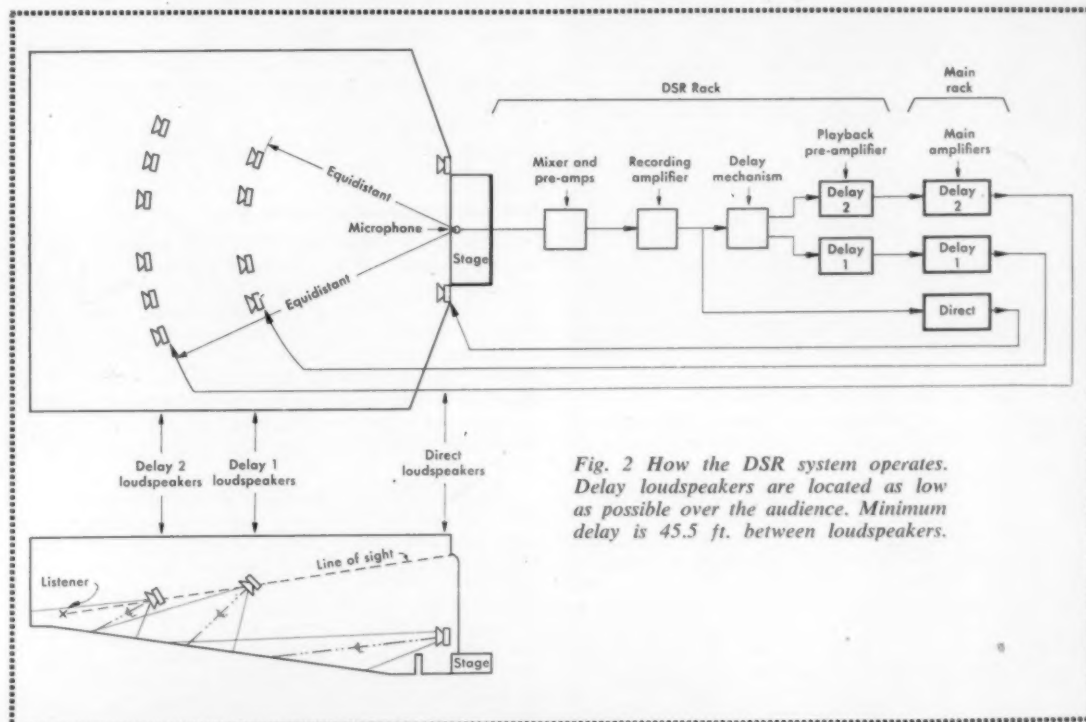 DSR Rack
Main
rack
Mixer and
pre-amps
Recording
amplifier
Delay
mechanism
Playback
pre-amplifier
Main
amplifiers
Equidistant
Microphone
Stage
Equidistant
Delay
2
Delay
2
Delay
1
Delay
1
Direct
Delay 2
loudspeakers
Delay 1
loudspeakers
Direct
loudspeakers
Fig. 2 How the DSR system operates.
Delay loudspeakers are located as low
as possible over the audience. Minimum
delay is 45.5 ft. between loudspeakers.
Line of sight
Listener
Stage